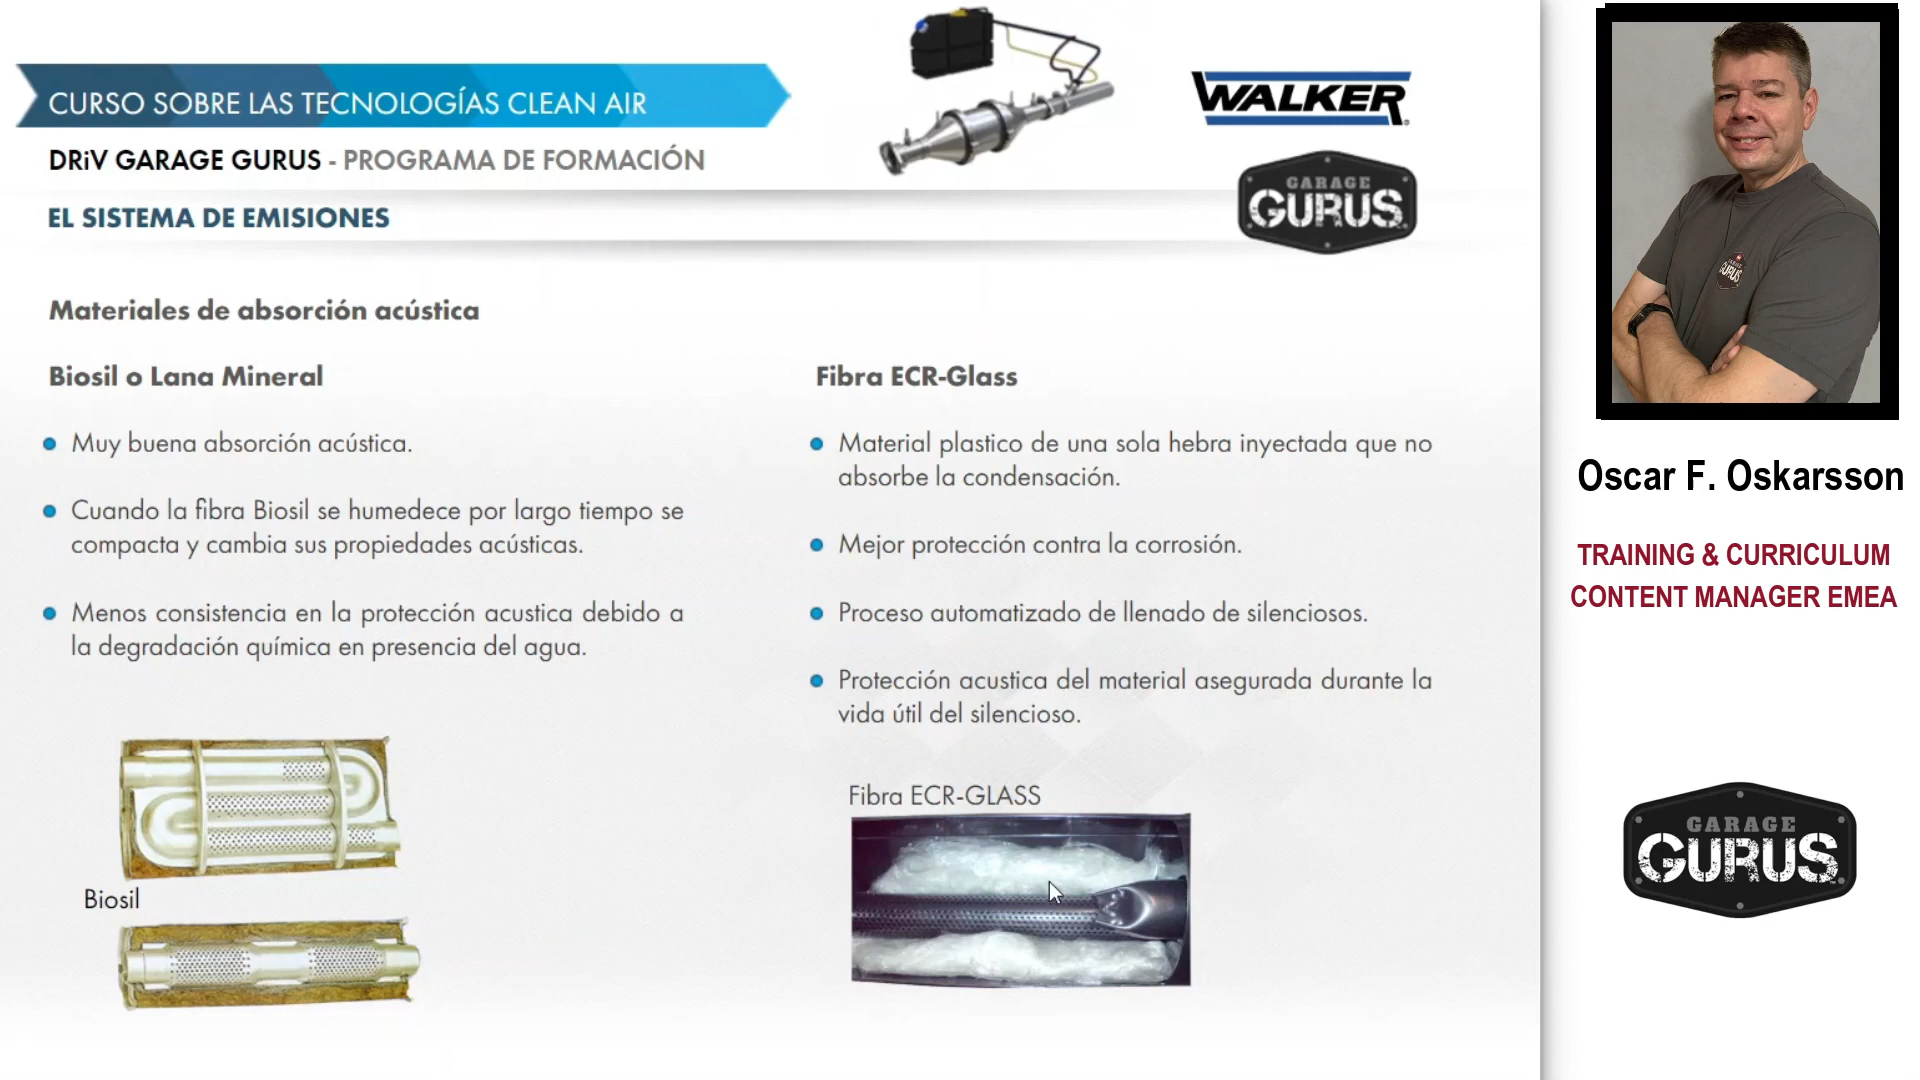 CURSO SOBRE LAS TECNOLOGÍAS CLEAN AIR
DRiV GARAGE GURUS - PROGRAMA DE FORMACIÓN
WALKER®
GARAGE
GURUS
EL SISTEMA DE EMISIONES
Materiales de absorción acústica
Biosil o Lana Mineral
Muy buena absorción acústica.
Cuando la fibra Biosil se humedece por largo tiempo se
compacta y cambia sus propiedades acústicas.
Menos consistencia en la protección acustica debido a
la degradación química en presencia del agua.
Biosil
Fibra ECR-Glass
Material plastico de una sola hebra inyectada que no
absorbe la condensación.
Mejor protección contra la corrosión.
Proceso automatizado de llenado de silenciosos.
Protección acustica del material asegurada durante la
vida útil del silencioso.
Fibra ECR-GLASS
GARAGE
GURUS
Oscar F. Oskarsson
TRAINING & CURRICULUM
CONTENT MANAGER EMEA
GARAGE
GURUS™